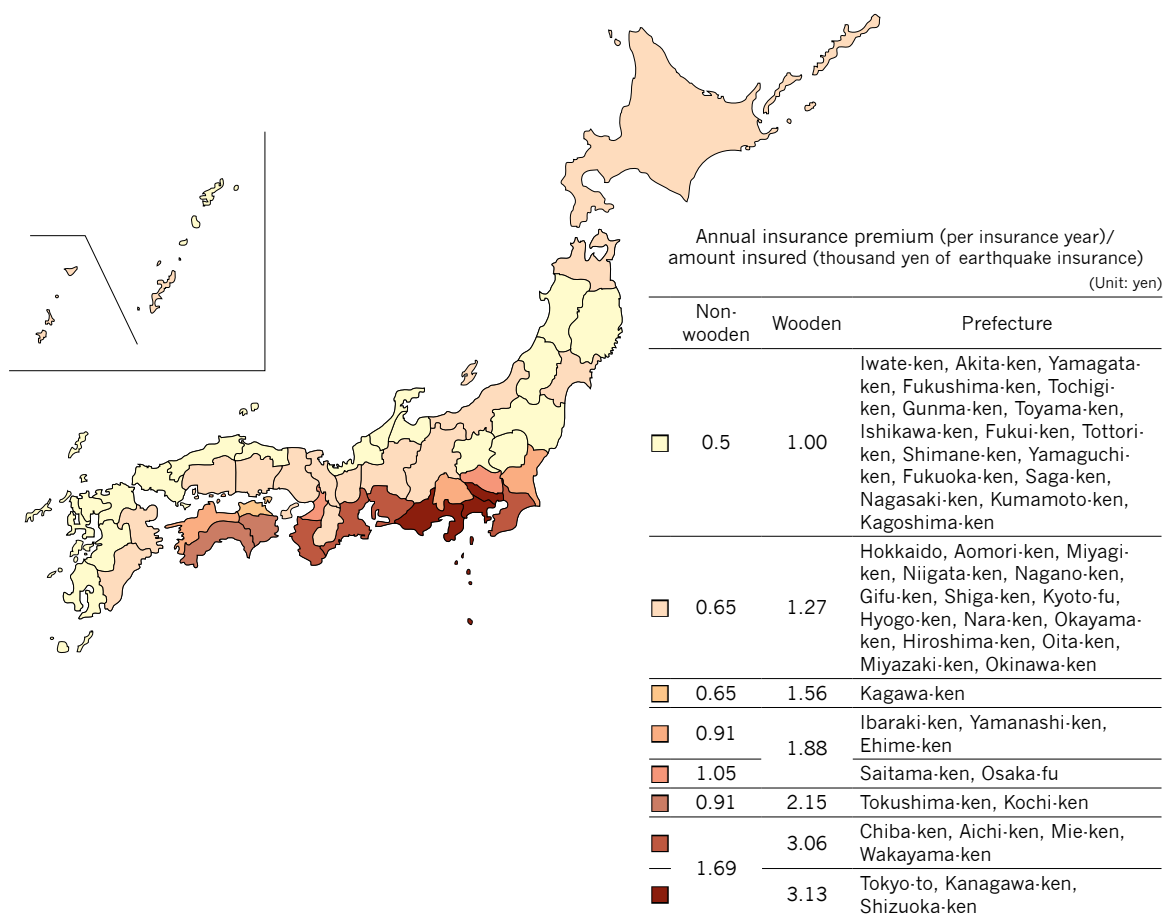 Annual insurance premium (per insurance year)/
amount insured (thousand yen of earthquake insurance)
(Unit: yen)
Non-
wooden
Wooden
Prefecture
0.5
1.00
Iwate-ken, Akita-ken, Yamagata-
ken, Fukushima-ken, Tochigi-
ken, Gunma-ken, Toyama-ken,
Ishikawa-ken, Fukui-ken, Tottori-
ken, Shimane-ken, Yamaguchi-
ken, Fukuoka-ken, Saga-ken,
Nagasaki-ken, Kumamoto-ken,
Kagoshima-ken
0.65
1.27
Hokkaido, Aomori-ken, Miyagi-
ken, Niigata-ken, Nagano-ken,
Gifu-ken, Shiga-ken, Kyoto-fu,
Hyogo-ken, Nara-ken, Okayama-
ken, Hiroshima-ken, Oita-ken,
Miyazaki-ken, Okinawa-ken
0.65
1.56
Kagawa-ken
0.91
1.88
Ibaraki-ken, Yamanashi-ken,
Ehime-ken
1.05
Saitama-ken, Osaka-fu
0.91
2.15
Tokushima-ken, Kochi-ken
1.69
3.06
Chiba-ken, Aichi-ken, Mie-ken,
Wakayama-ken
3.13
Tokyo-to, Kanagawa-ken,
Shizuoka-ken